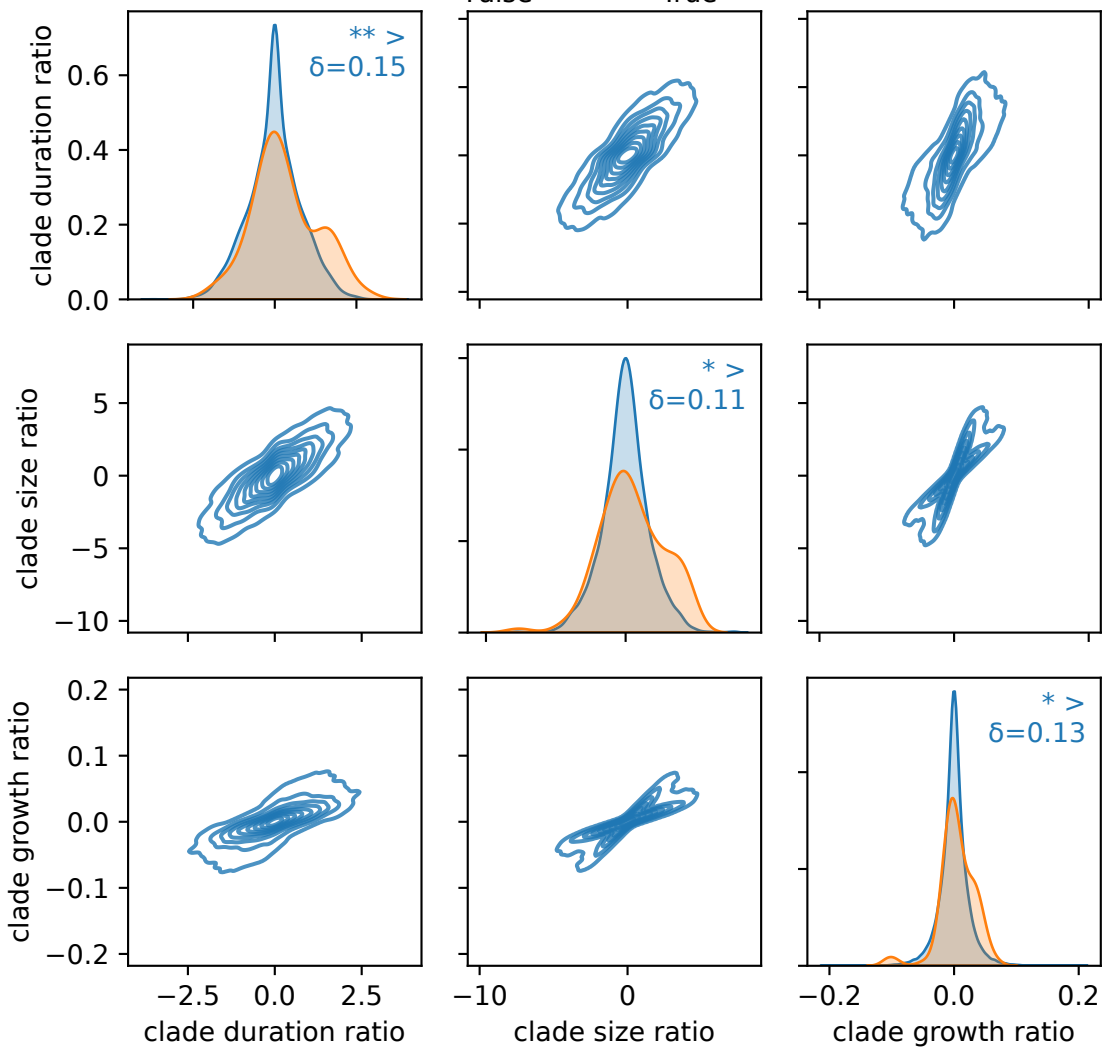 False True
clade duration ratio
0.6
0.4
0.2
0.0
** >
δ=0.15
clade size ratio
5
0
−5
−10
* >
δ=0.11
clade growth ratio
0.2
0.1
0.0
−0.1
−0.2
* >
δ=0.13
−2.5 0.0 2.5
−10 0
−0.2 0.0 0.2
clade duration ratio
clade size ratio
clade growth ratio